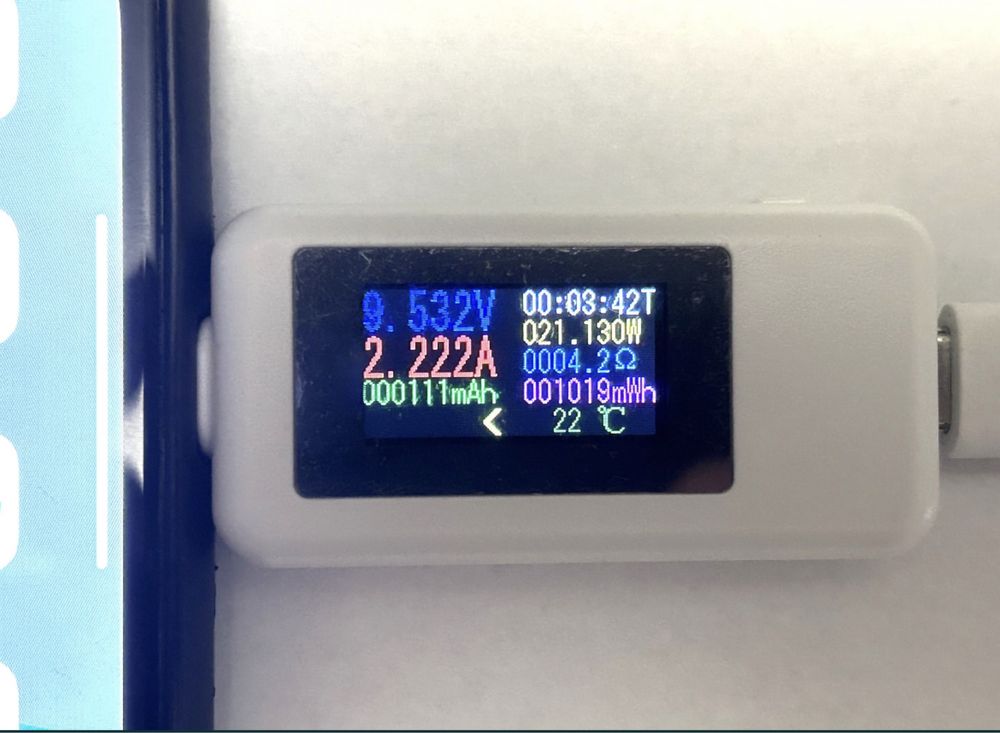 9.532V
2.222A
000111mAh
<
00:03:42T
021.130W
0004.2Ω
001019mWh
22 ℃